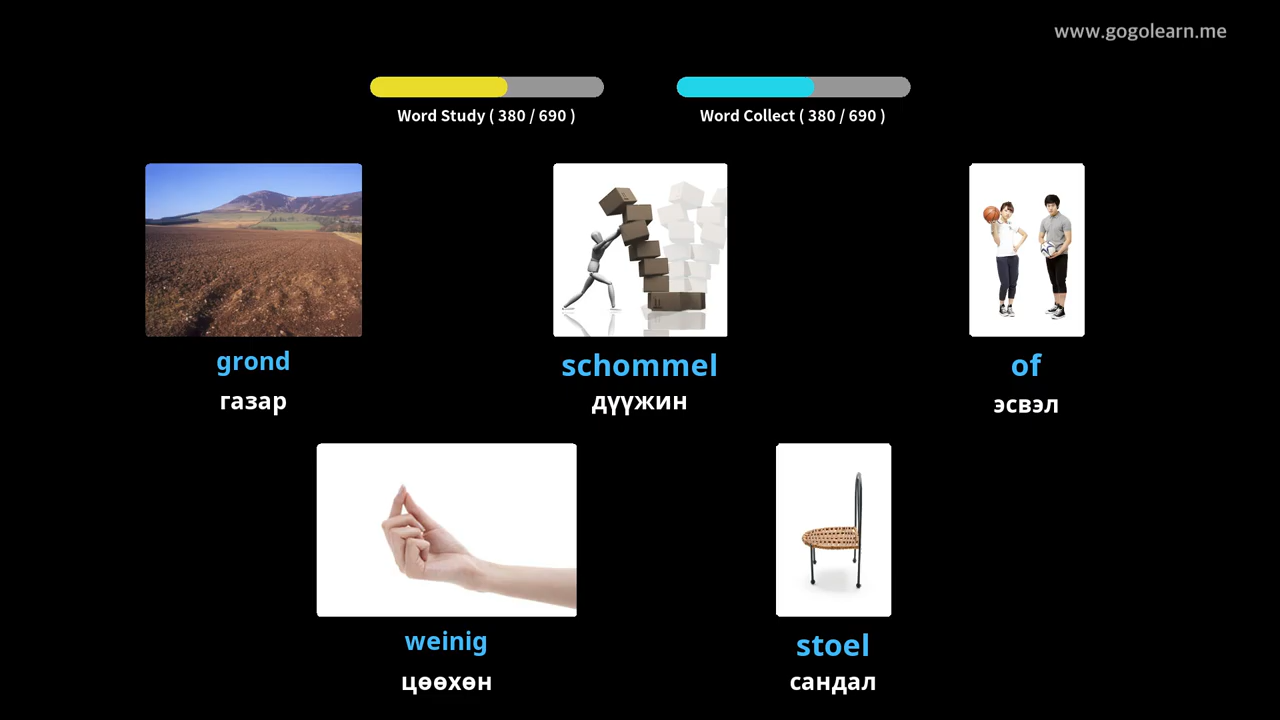 www.gogolearn.me
Word Study ( 380 / 690 )
Word Collect ( 380 / 690 )
grond
газар
schommel
дүүжин
of
эсвэл
weinig
цөөхөн
stoel
сандал